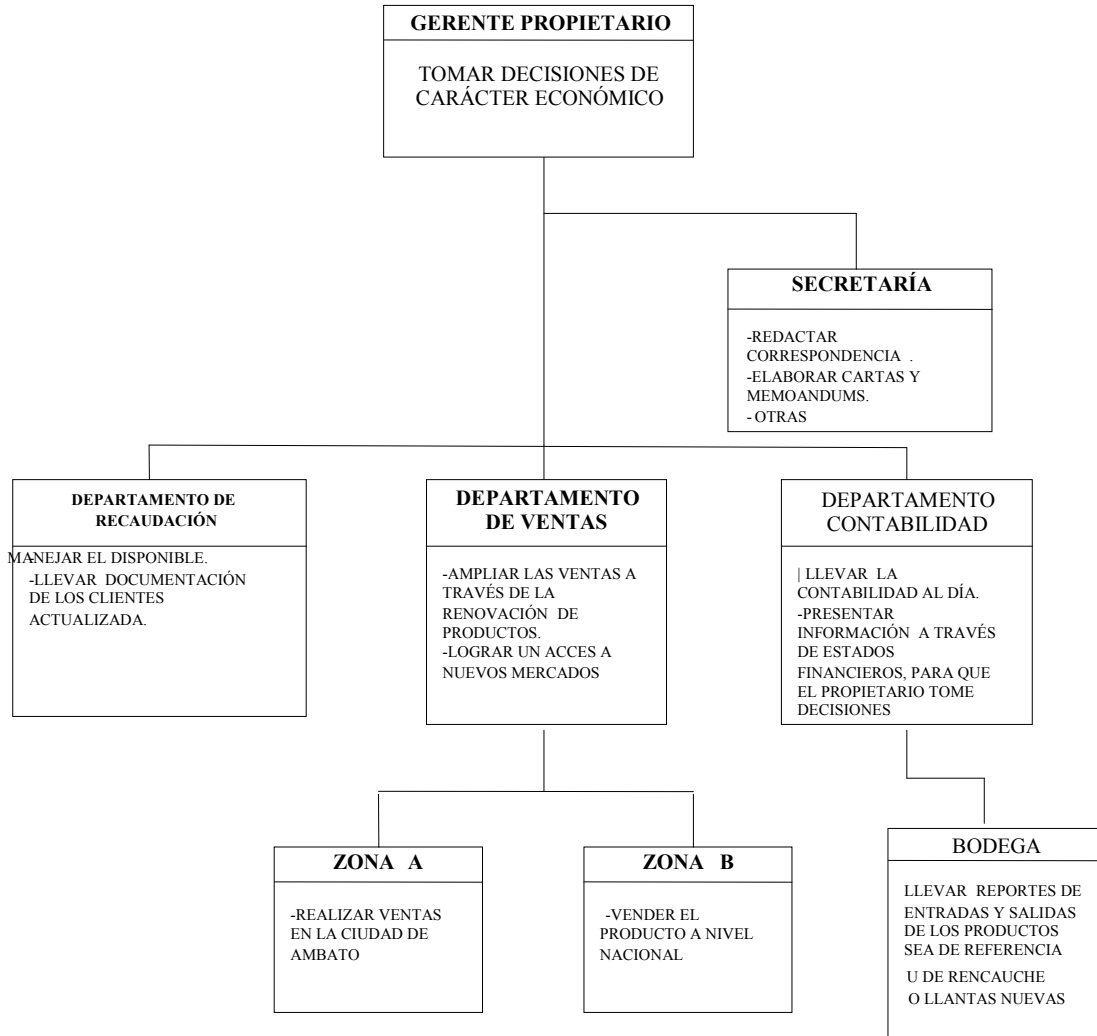 GERENTE PROPIETARIO
TOMAR DECISIONES DE
CARÁCTER ECONÓMICO
SECRETARÍA
-REDACTAR
CORRESPONDENCIA .
-ELABORAR CARTAS Y
MEMOANDUMS.
- OTRAS
DEPARTAMENTO DE
RECAUDACIÓN
MANEJAR EL DISPONIBLE.
-LLEVAR DOCUMENTACIÓN
DE LOS CLIENTES
ACTUALIZADA.
DEPARTAMENTO
DE VENTAS
-AMPLIAR LAS VENTAS A
TRAVÉS DE LA
RENOVACIÓN DE
PRODUCTOS.
-LOGRAR UN ACCES A
NUEVOS MERCADOS
DEPARTAMENTO
CONTABILIDAD
| LLEVAR LA
CONTABILIDAD AL DÍA.
-PRESENTAR
INFORMACIÓN A TRAVÉS
DE ESTADOS
FINANCIEROS, PARA QUE
EL PROPIETARIO TOME
DECISIONES
ZONA A
-REALIZAR VENTAS
EN LA CIUDAD DE
AMBATO
ZONA B
-VENDER EL
PRODUCTO A NIVEL
NACIONAL
BODEGA
LLEVAR REPORTES DE
ENTRADAS Y SALIDAS
DE LOS PRODUCTOS
SEA DE REFERENCIA
U DE RENCAUCHE
O LLANTAS NUEVAS